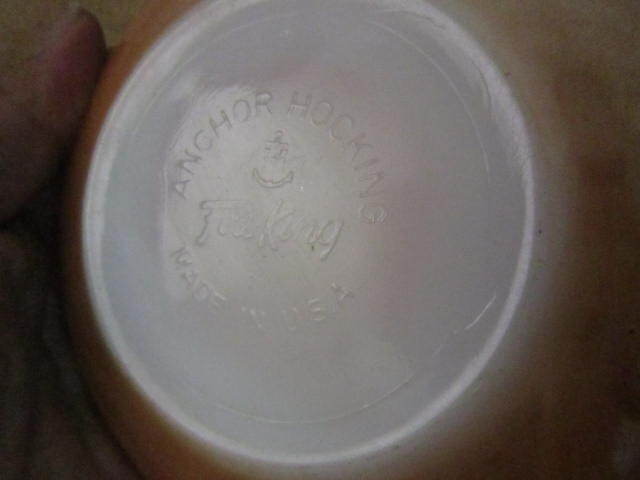 ANCHOR HOCKING
Fire King
MADE IN USA